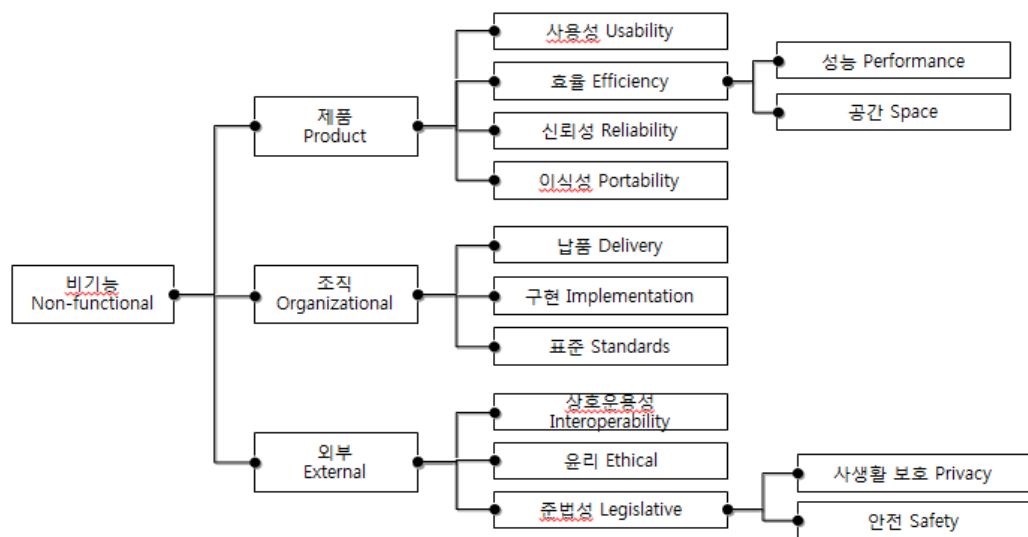 사용성 Usability
효율 Efficiency
성능 Performance
공간 Space
제품
Product
신뢰성 Reliability
이식성 Portability
비기능
Non-functional
조직
Organizational
납품 Delivery
구현 Implementation
표준 Standards
외부
External
상호운용성
Interoperability
윤리 Ethical
준법성 Legislative
사생활 보호 Privacy
안전 Safety